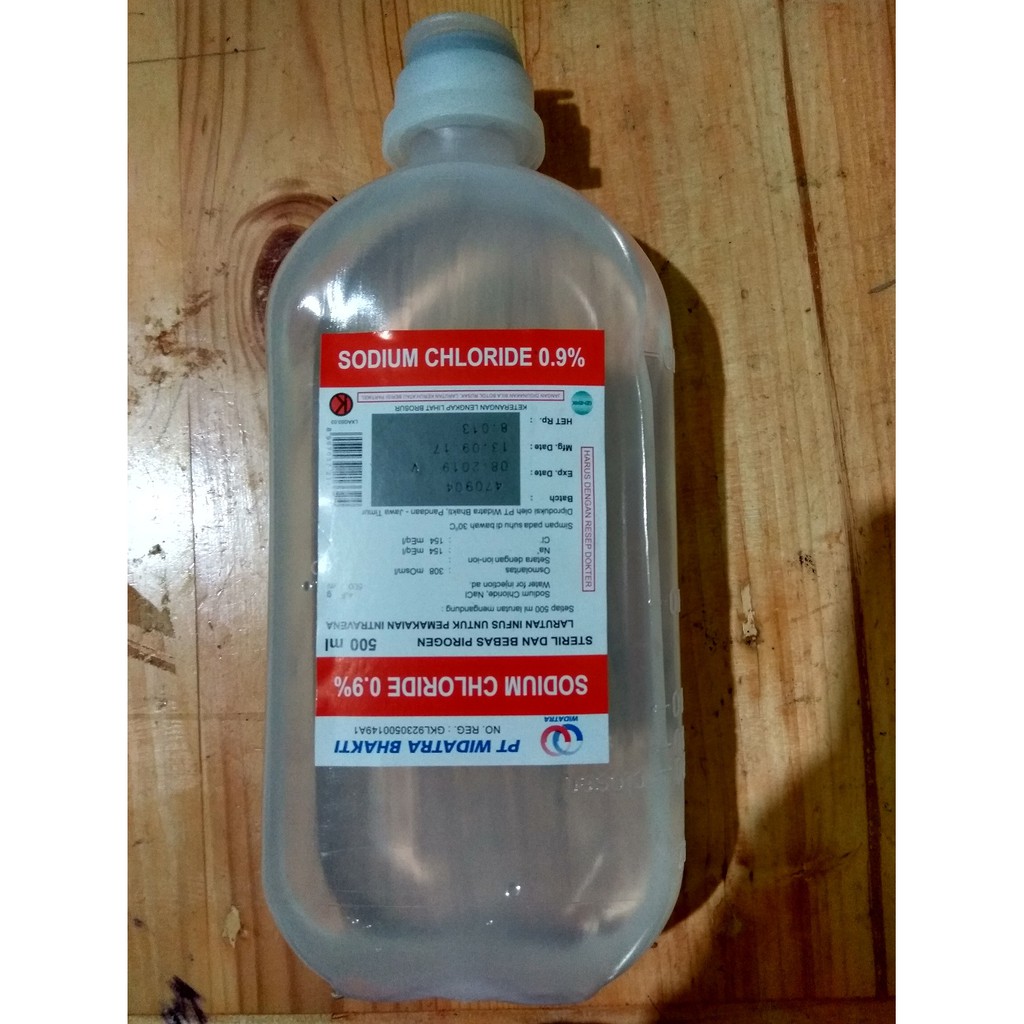 SODIUM CHLORIDE 0.9%
PT WIDATRA BHAKTI
NO. REG. : GKL9230500149A1
WIDATRA
SODIUM CHLORIDE 0.9%
STERIL DAN BEBAS PIROGEN 500 ml
LARUTAN INFUS UNTUK PEMAKAIAN INTRAVENA
Setiap 500 ml larutan mengandung :
Sodium Chloride, NaCl : g
Water for injection ad.
Osmolaritas : 308 mOsm/l
Setara dengan ion-ion
Na⁺ : 154 mEq/l
Cl⁻ : 154 mEq/l
Simpan pada suhu di bawah 30°C
Diproduksi oleh PT Widatra Bhakti, Pandaan - Jawa Timur
Batch : 470904
Exp. Date : 08.2019 V
Mfg. Date : 13.09.17
HET Rp. : 8.013
KETERANGAN LENGKAP LIHAT BROSUR
K
HARUS DENGAN RESEP DOKTER